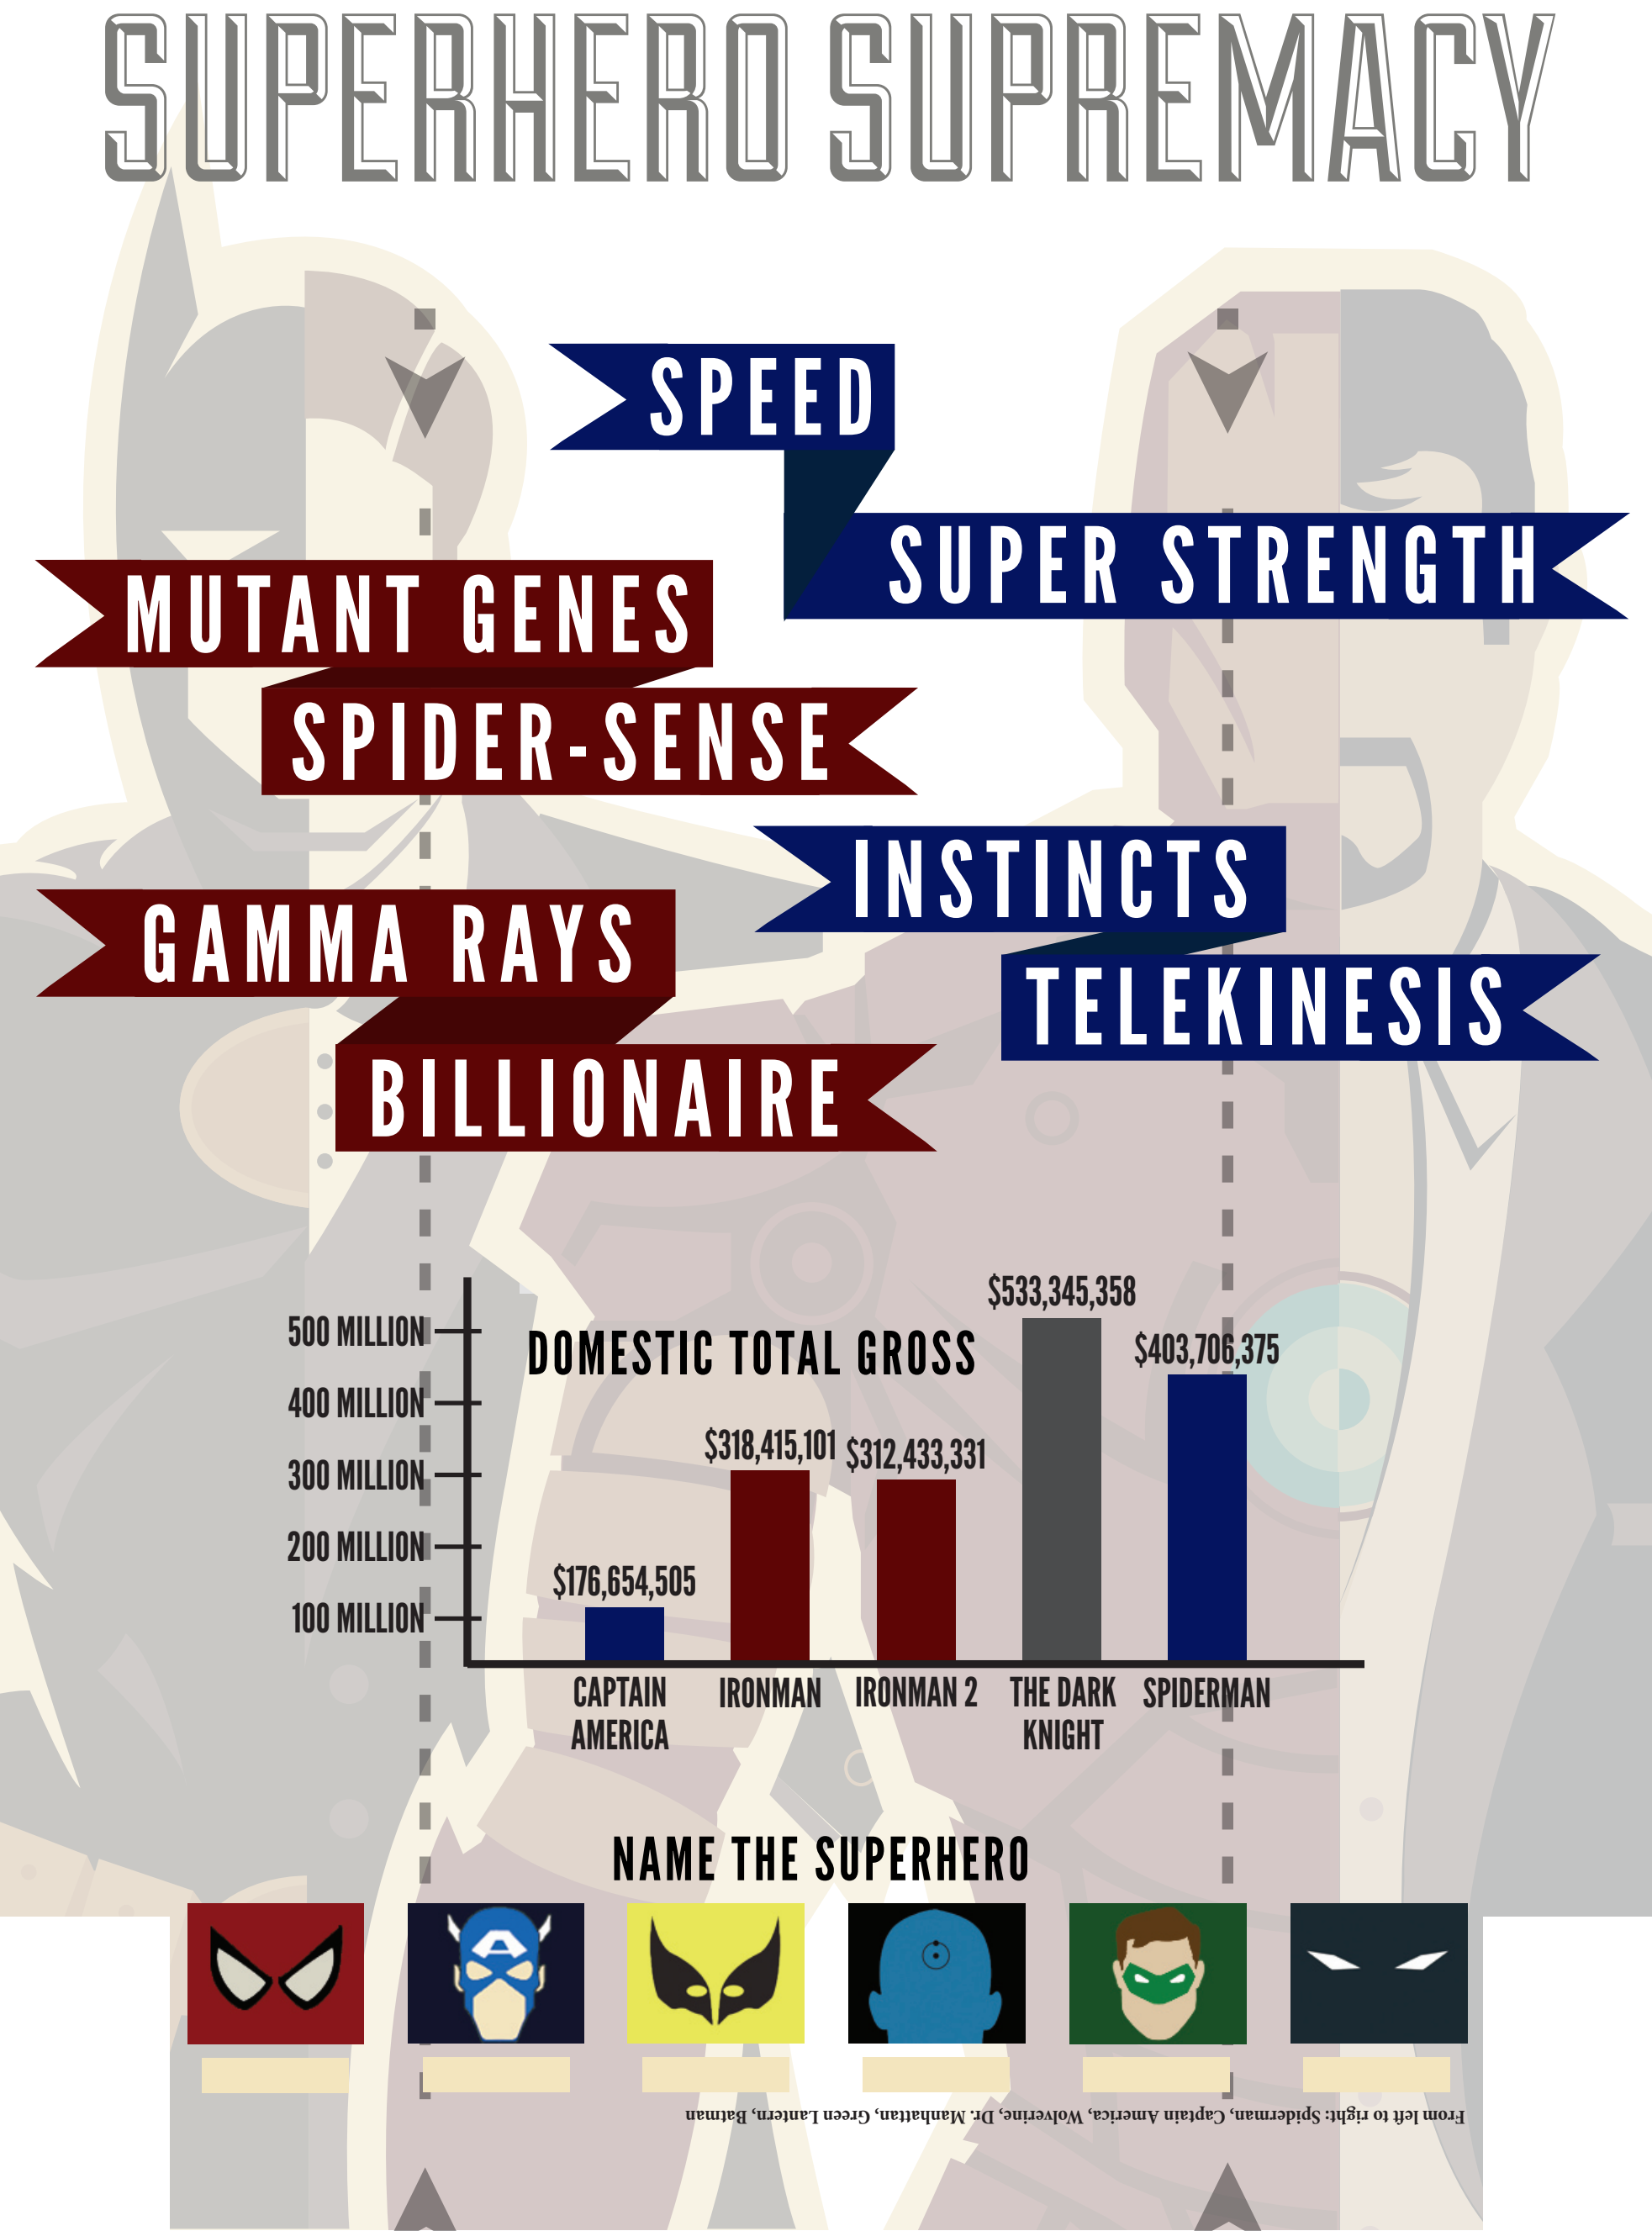 SUPERHERO SUPREMACY
SPEED
SUPER STRENGTH
MUTANT GENES
SPIDER-SENSE
INSTINCTS
TELEKINESIS
GAMMA RAYS
BILLIONAIRE
DOMESTIC TOTAL GROSS
500 MILLION
400 MILLION
300 MILLION
200 MILLION
100 MILLION
$176,654,505
$318,415,101
$312,433,331
$533,345,358
$403,706,375
CAPTAIN
AMERICA
IRONMAN
IRONMAN 2
THE DARK
KNIGHT
SPIDERMAN
NAME THE SUPERHERO
A
From left to right: Spiderman, Captain America, Wolverine, Dr. Manhattan, Green Lantern, Batman